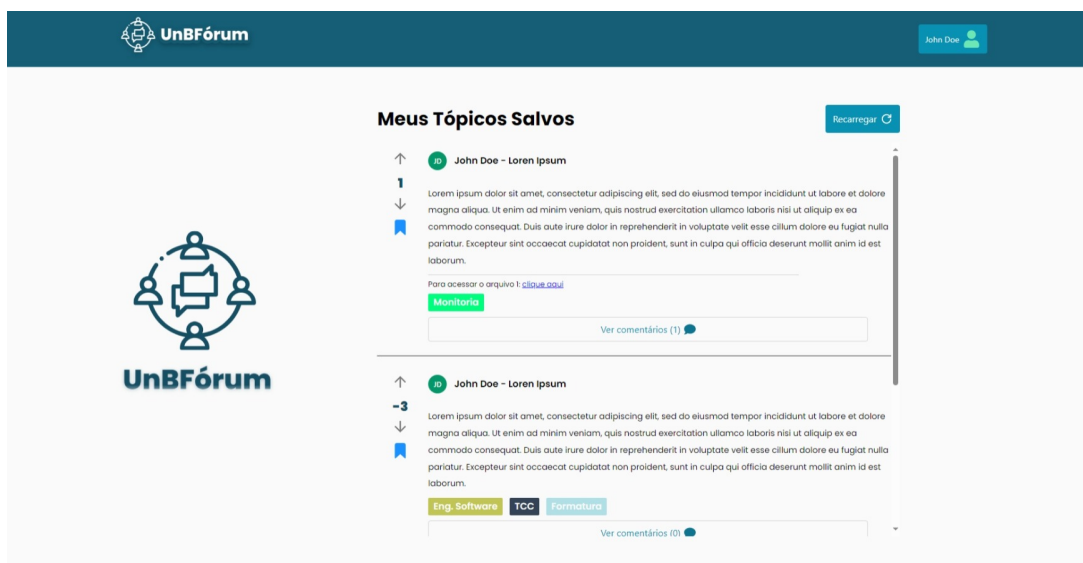 UnBFórum
John Doe
Meus Tópicos Salvos
Recarregar
JD
John Doe - Loren Ipsum
1
Lorem ipsum dolor sit amet, consectetur adipiscing elit, sed do eiusmod tempor incididunt ut labore et dolore
magna aliqua. Ut enim ad minim veniam, quis nostrud exercitation ullamco laboris nisi ut aliquip ex ea
commodo consequat. Duis aute irure dolor in reprehenderit in voluptate velit esse cillum dolore eu fugiat nulla
pariatur. Excepteur sint occaecat cupidatat non proident, sunt in culpa qui officia deserunt mollit anim id est
laborum.
Para acessar o arquivo 1: clique aqui
Monitoria
Ver comentários (1)
UnBFórum
JD
John Doe - Loren Ipsum
-3
Lorem ipsum dolor sit amet, consectetur adipiscing elit, sed do eiusmod tempor incididunt ut labore et dolore
magna aliqua. Ut enim ad minim veniam, quis nostrud exercitation ullamco laboris nisi ut aliquip ex ea
commodo consequat. Duis aute irure dolor in reprehenderit in voluptate velit esse cillum dolore eu fugiat nulla
pariatur. Excepteur sint occaecat cupidatat non proident, sunt in culpa qui officia deserunt mollit anim id est
laborum.
Eng. Software TCC Formatura
Ver comentários (0)